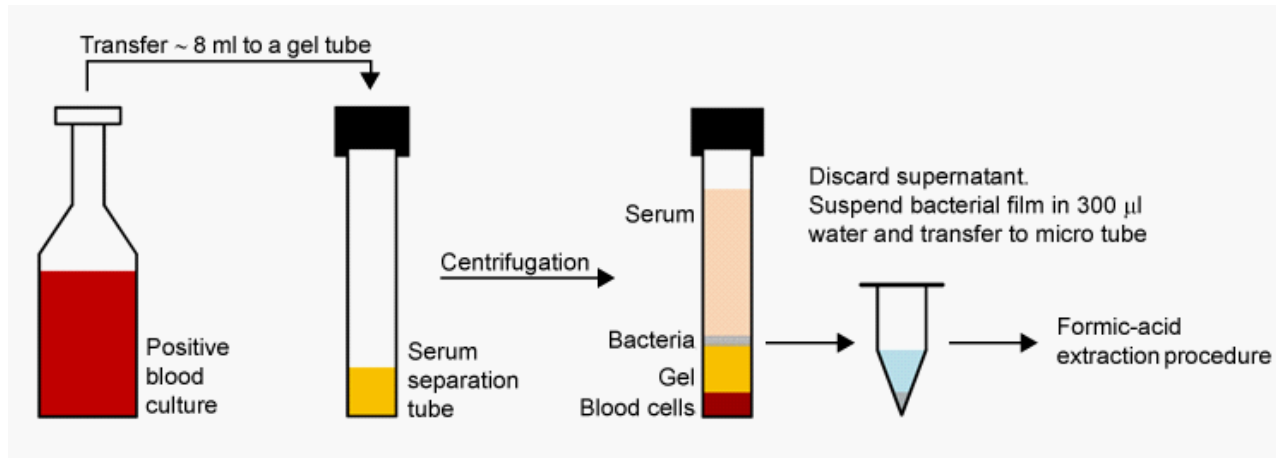 Transfer ~ 8 ml to a gel tube
Positive
blood
culture
Serum
separation
tube
Centrifugation
Serum
Bacteria
Gel
Blood cells
Discard supernatant.
Suspend bacterial film in 300 μl
water and transfer to micro tube
Formic-acid
extraction procedure